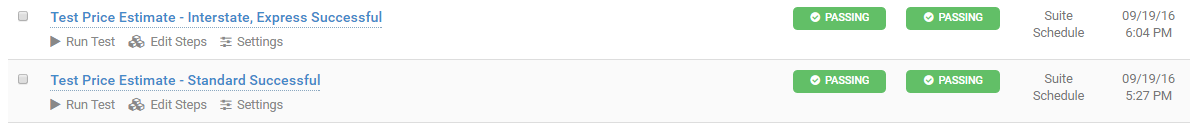 Test Price Estimate - Interstate, Express Successful PASSING PASSING Suite Schedule 09/19/16 6:04 PM
Run Test Edit Steps Settings
Test Price Estimate - Standard Successful PASSING PASSING Suite Schedule 09/19/16 5:27 PM
Run Test Edit Steps Settings